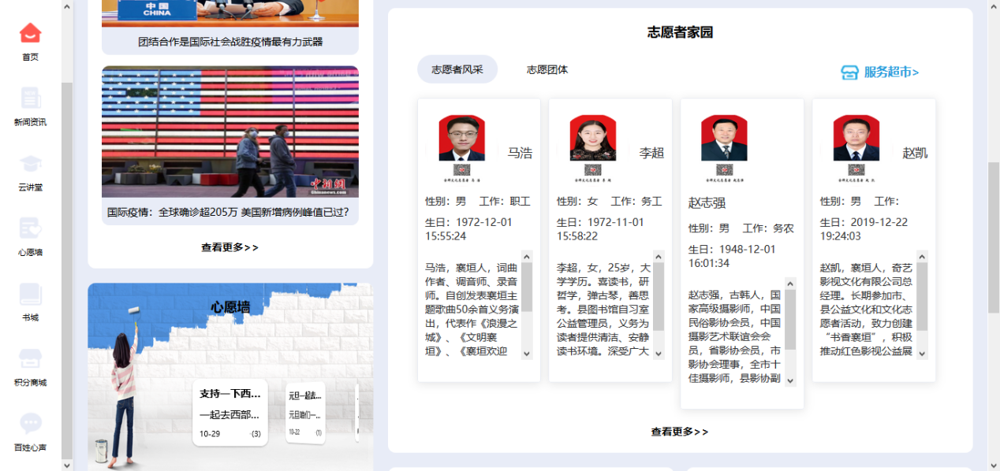 首页
新闻资讯
云讲堂
心愿墙
书城
积分商城
百姓心声
中国
CHINA
团结合作是国际社会战胜疫情最有力武器
中新网
国际疫情：全球确诊超205万 美国新增病例峰值已过？
查看更多>>
心愿墙
支持一下西...
一起去西部...
10-29 (3)
元旦一起去...
元旦咱们一...
10-22 (1)
志愿者家园
志愿者风采
志愿团体
服务超市>
马浩
性别：男 工作：职工
生日：1972-12-01
15:55:24
马浩，襄垣人，词曲
作者、调音师、录音
师。自创发表襄垣主
题歌曲50余首义务演
出，代表作《浪漫之
城》、《文明襄
垣》、《襄垣欢迎
李超
性别：女 工作：务工
生日：1972-11-01
15:58:22
李超，女，25岁，大
学学历。喜读书，研
哲学，弹古琴，善思
考。县图书馆自习室
公益管理员，义务为
读者提供清洁、安静
读书环境。深受广大
赵志强
性别：男 工作：务农
生日：1948-12-01
16:01:34
赵志强，古韩人，国
家高级摄影师，中国
民俗影协会员，中国
摄影艺术联谊会会
员，省影协会员，市
影协会理事，全市十
佳摄影师，县影协副
赵凯
性别：男 工作：
生日：2019-12-22
19:24:03
赵凯，襄垣人，奇艺
影视文化有限公司总
经理。长期参加市、
县公益文化和文化志
愿者活动，致力创建
“书香襄垣”，积极
推动红色影视公益展
查看更多>>